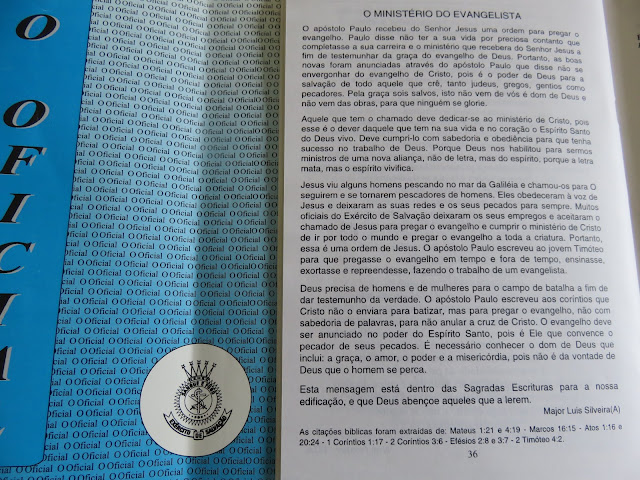 O
O
F
I
C
I
A
L
O Oficial O Oficial O Oficial O Oficial O Oficial
EXÉRCITO DE SALVAÇÃO
O MINISTÉRIO DO EVANGELISTA
O apóstolo Paulo recebeu do Senhor Jesus uma ordem para pregar o
evangelho. Paulo disse não ter a sua vida por preciosa contanto que
completasse a sua carreira e o ministério que recebera do Senhor Jesus a
fim de testemunhar da graça do evangelho de Deus. Portanto, as boas
novas foram anunciadas através do apóstolo Paulo que disse não se
envergonhar do evangelho de Cristo, pois é o poder de Deus para a
salvação de todo aquele que crê, tanto judeus, gregos, gentios como
pecadores. Pela graça sois salvos, isto não vem de vós é dom de Deus e
não vem das obras, para que ninguém se glorie.
Aquele que tem o chamado deve dedicar-se ao ministério de Cristo, pois
esse é o dever daquele que tem na sua vida e no coração o Espírito Santo
do Deus vivo. Deve cumpri-lo com sabedoria e obediência para que tenha
sucesso no trabalho de Deus. Porque Deus nos habilitou para sermos
ministros de uma nova aliança, não de letra, mas do espírito, porque a letra
mata, mas o espírito vivifica.
Jesus viu alguns homens pescando no mar da Galiléia e chamou-os para O
seguirem e se tornarem pescadores de homens. Eles obedeceram à voz de
Jesus e deixaram as suas redes e os seus pecados para sempre. Muitos
oficiais do Exército de Salvação deixaram os seus empregos e aceitaram o
chamado de Jesus para pregar o evangelho e cumprir o ministério de Cristo
de ir por todo o mundo e pregar o evangelho a toda a criatura. Portanto,
essa é uma ordem de Jesus. O apóstolo Paulo escreveu ao jovem Timóteo
para que pregasse o evangelho em tempo e fora de tempo, ensinasse,
exortasse e repreendesse, fazendo o trabalho de um evangelista.
Deus precisa de homens e de mulheres para o campo de batalha a fim de
dar testemunho da verdade. O apóstolo Paulo escreveu aos coríntios que
Cristo não o enviara para batizar, mas para pregar o evangelho, não com
sabedoria de palavras, para não anular a cruz de Cristo. O evangelho deve
ser anunciado no poder do Espírito Santo, pois é Ele que convence o
pecador de seus pecados. É necessário conhecer o dom de Deus que
inclui: a graça, o amor, o poder e a misericórdia, pois não é da vontade de
Deus que o homem se perca.
Esta mensagem está dentro das Sagradas Escrituras para a nossa
edificação, e que Deus abençoe aqueles que a lerem.
Major Luis Silveira(A)
As citações bíblicas foram extraídas de: Mateus 1:21 e 4:19 - Marcos 16:15 - Atos 1:16 e
20:24 - 1 Coríntios 1:17 - 2 Coríntios 3:6 - Efésios 2:8 e 3:7 - 2 Timóteo 4:2.
36